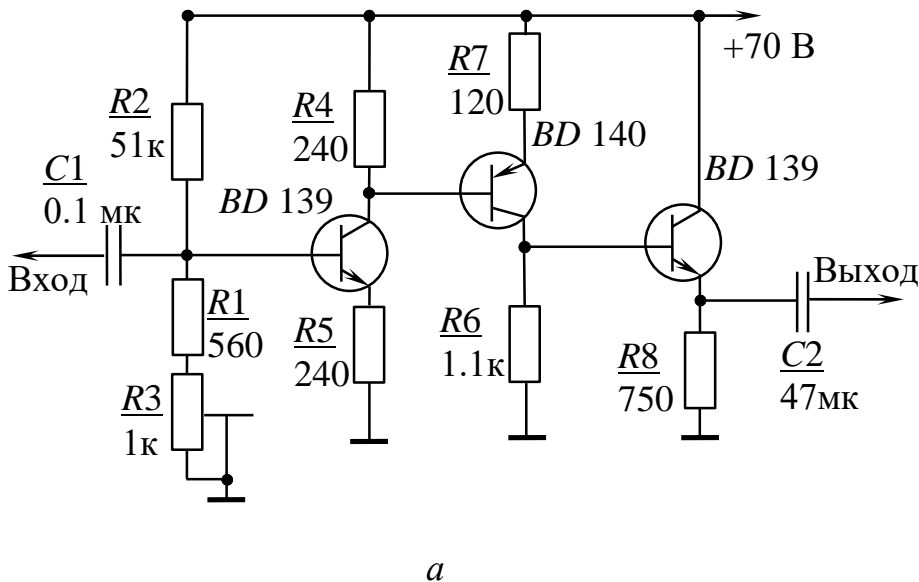 +70 В
R2
51к
R4
240
R7
120
BD 140
C1
0.1 мк
BD 139
BD 139
Вход
Выход
R1
560
R5
240
R6
1.1к
R8
750
C2
47мк
R3
1к
а